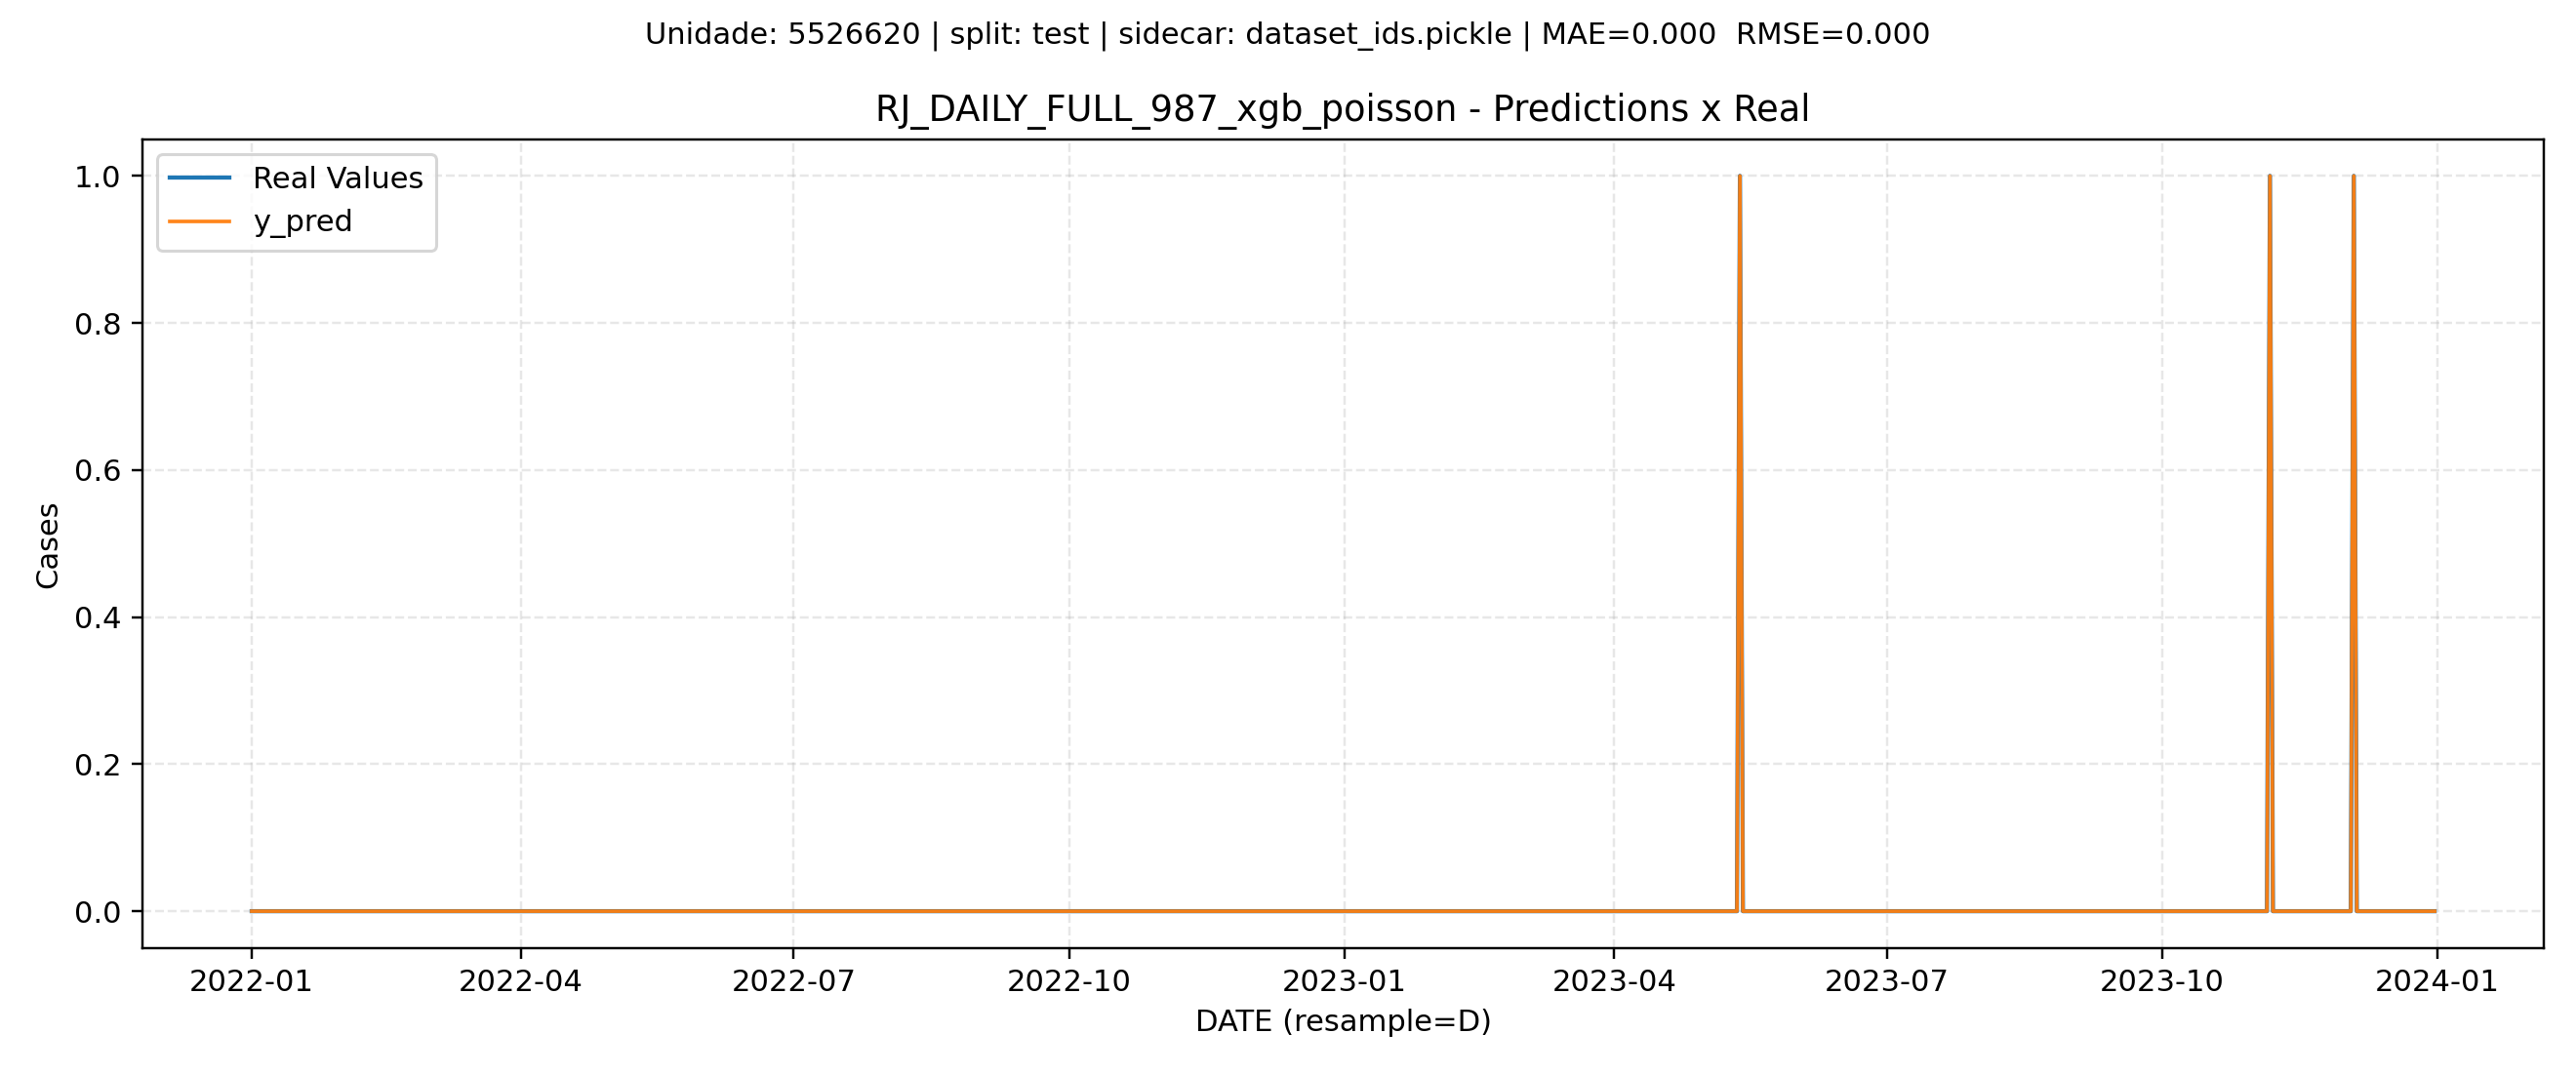 Unidade: 5526620 | split: test | sidecar: dataset_ids.pickle | MAE=0.000  RMSE=0.000
RJ_DAILY_FULL_987_xgb_poisson - Predictions x Real
Real Values
y_pred
1.0
0.8
0.6
0.4
0.2
0.0
Cases
2022-01 2022-04 2022-07 2022-10 2023-01 2023-04 2023-07 2023-10 2024-01
DATE (resample=D)